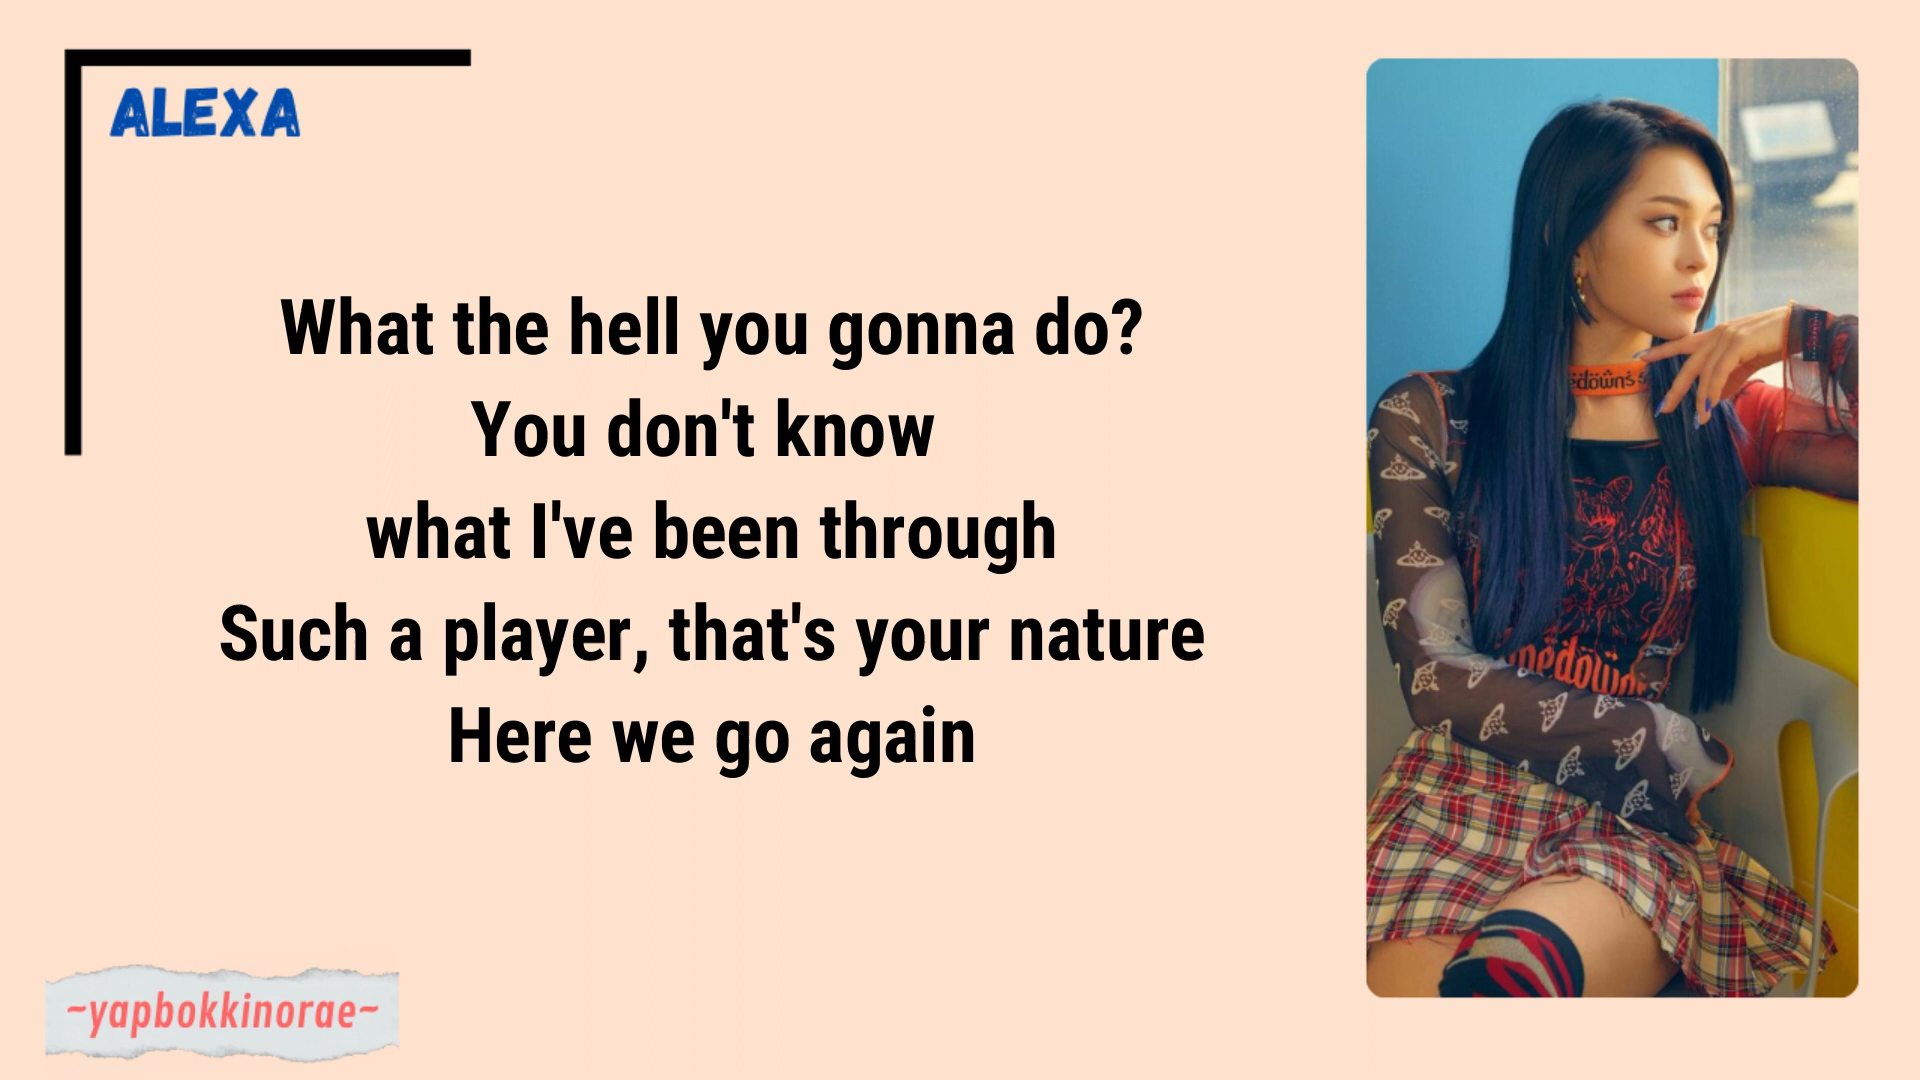 ALEXA
What the hell you gonna do?
You don't know
what I've been through
Such a player, that's your nature
Here we go again
~yapbokkinorae~